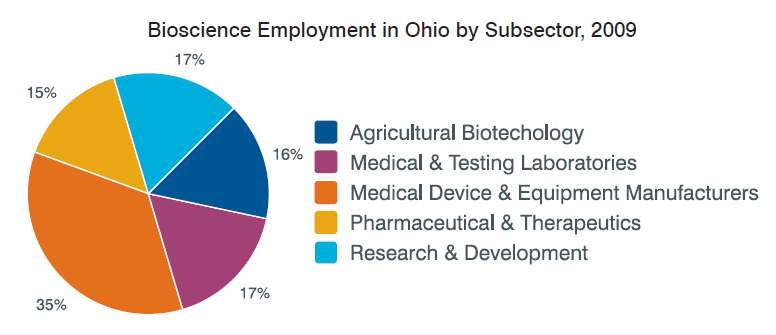 Bioscience Employment in Ohio by Subsector, 2009
17%
15%
16%
17%
35%
Agricultural Biotechology
Medical & Testing Laboratories
Medical Device & Equipment Manufacturers
Pharmaceutical & Therapeutics
Research & Development